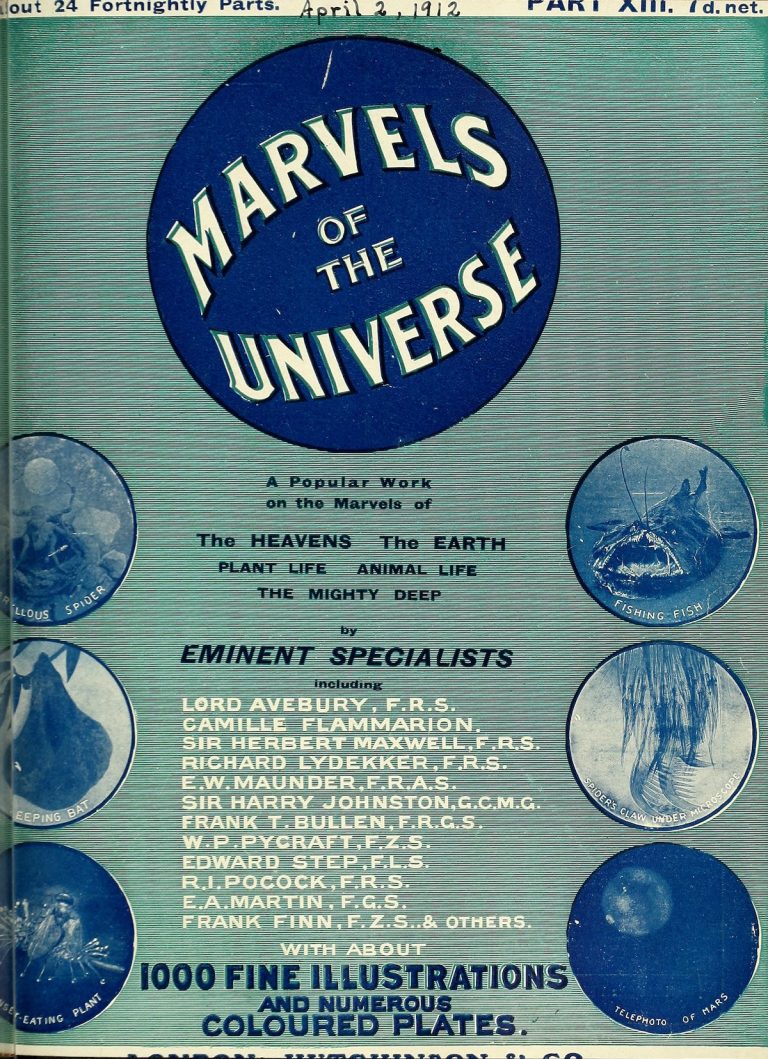 out 24 Fortnightly Parts. April 2, 1912 PART XIII. 7d. net.
MARVELS
OF
THE
UNIVERSE
A Popular Work
on the Marvels of
The HEAVENS The EARTH
PLANT LIFE ANIMAL LIFE
THE MIGHTY DEEP
by
EMINENT SPECIALISTS
including
LORD AVEBURY, F.R.S.
CAMILLE FLAMMARION.
SIR HERBERT MAXWELL, F.R.S.
RICHARD LYDEKKER, F.R.S.
E.W. MAUNDER, F.R.A.S.
SIR HARRY JOHNSTON, G.C.M.G.
FRANK T. BULLEN, F.R.G.S.
W.P. PYCRAFT, F.Z.S.
EDWARD STEP, F.L.S.
R.I. POCOCK, F.R.S.
E.A. MARTIN, F.G.S.
FRANK FINN, F.Z.S..& OTHERS.
WITH ABOUT
1000 FINE ILLUSTRATIONS
AND NUMEROUS
COLOURED PLATES.
LLOUS SPIDER
EEPING BAT
EATING PLANT"
FISHING-FISH
SPIDER'S CLAW UNDER MICROSCOPE
TELEPHOTO OF MARS
LONDON: HUTCHINSON & CO.